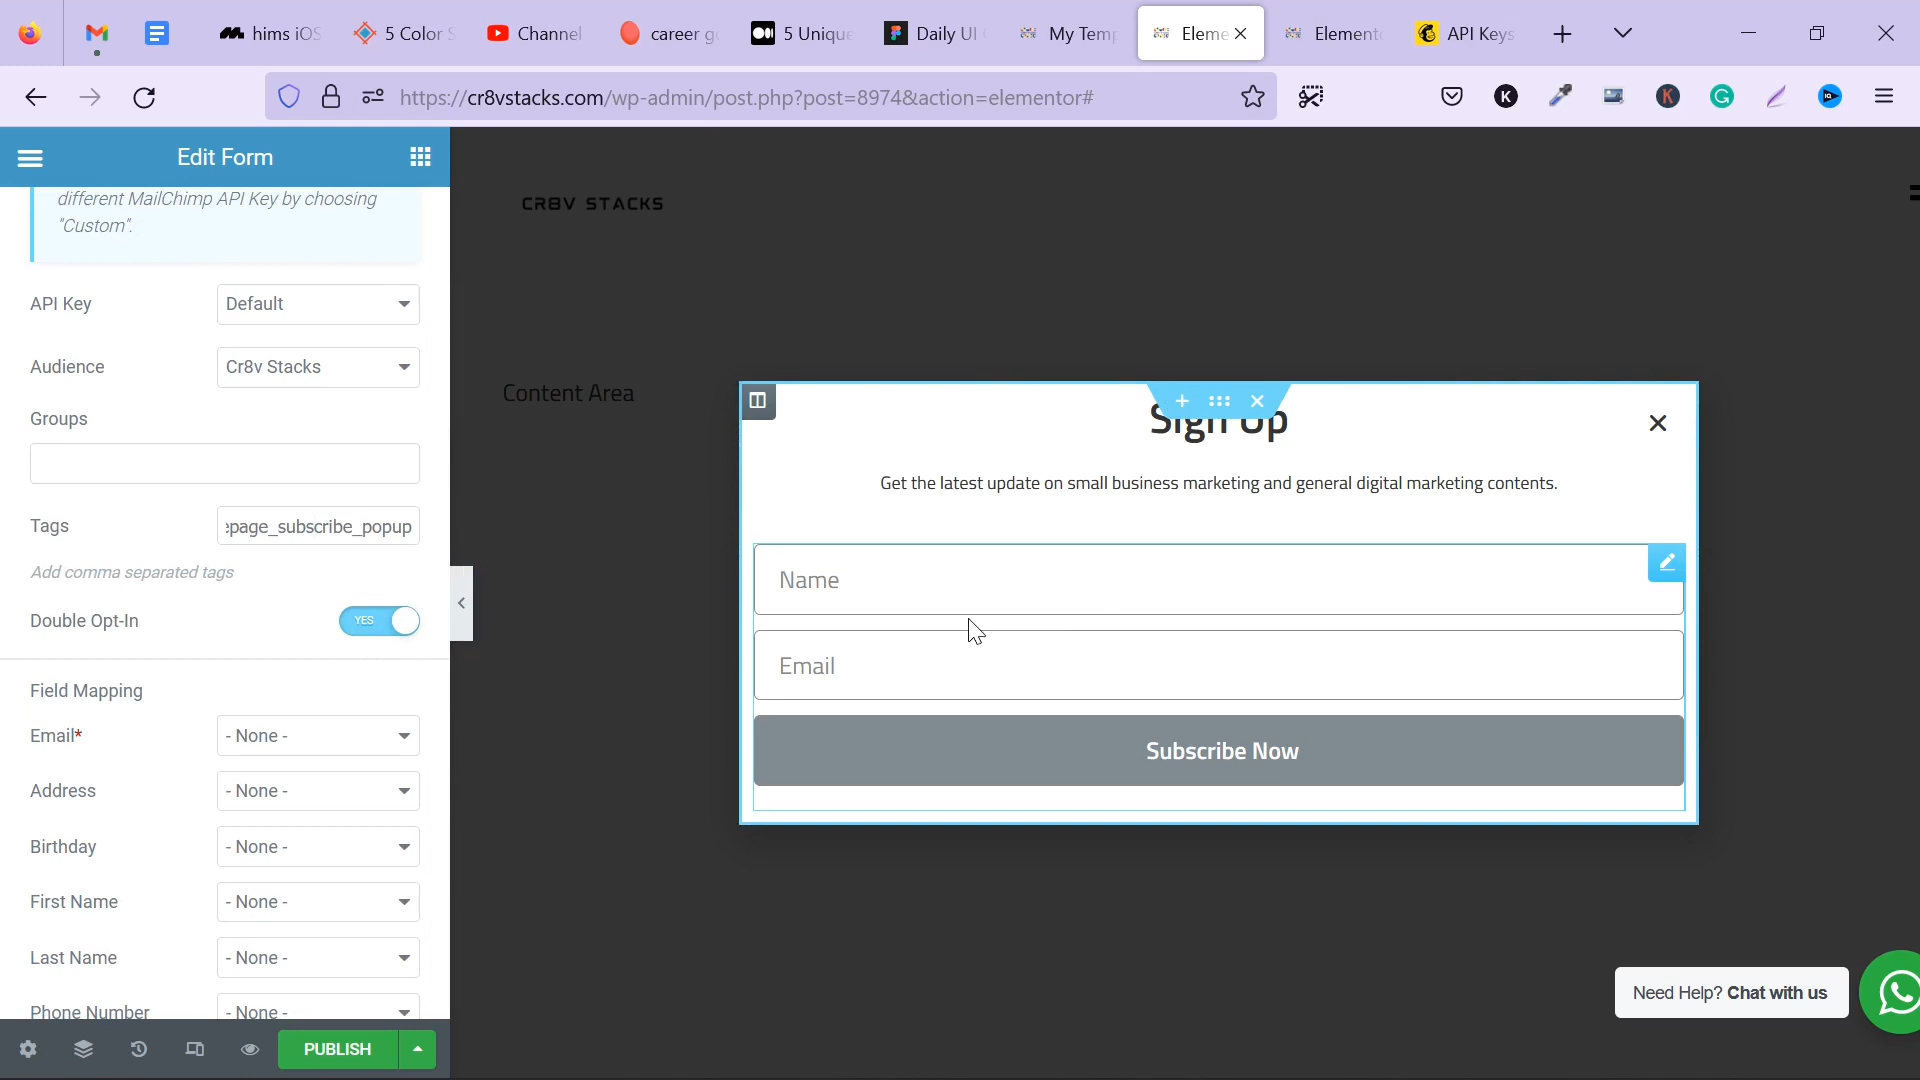 hims iOS
5 Color S
Channel
career g
5 Unique
Daily UI
My Temp
Eleme
Element
API Keys
https://cr8vstacks.com/wp-admin/post.php?post=8974&action=elementor#
Edit Form
different MailChimp API Key by choosing
"Custom".
API Key
Default
Audience
Cr8v Stacks
Groups
Tags
epage_subscribe_popup
Add comma separated tags
Double Opt-In
YES
Field Mapping
Email*
- None -
Address
- None -
Birthday
- None -
First Name
- None -
Last Name
- None -
Phone Number
- None -
PUBLISH
CR8V STACKS
Content Area
Sign Up
Get the latest update on small business marketing and general digital marketing contents.
Name
Email
Subscribe Now
Need Help? Chat with us